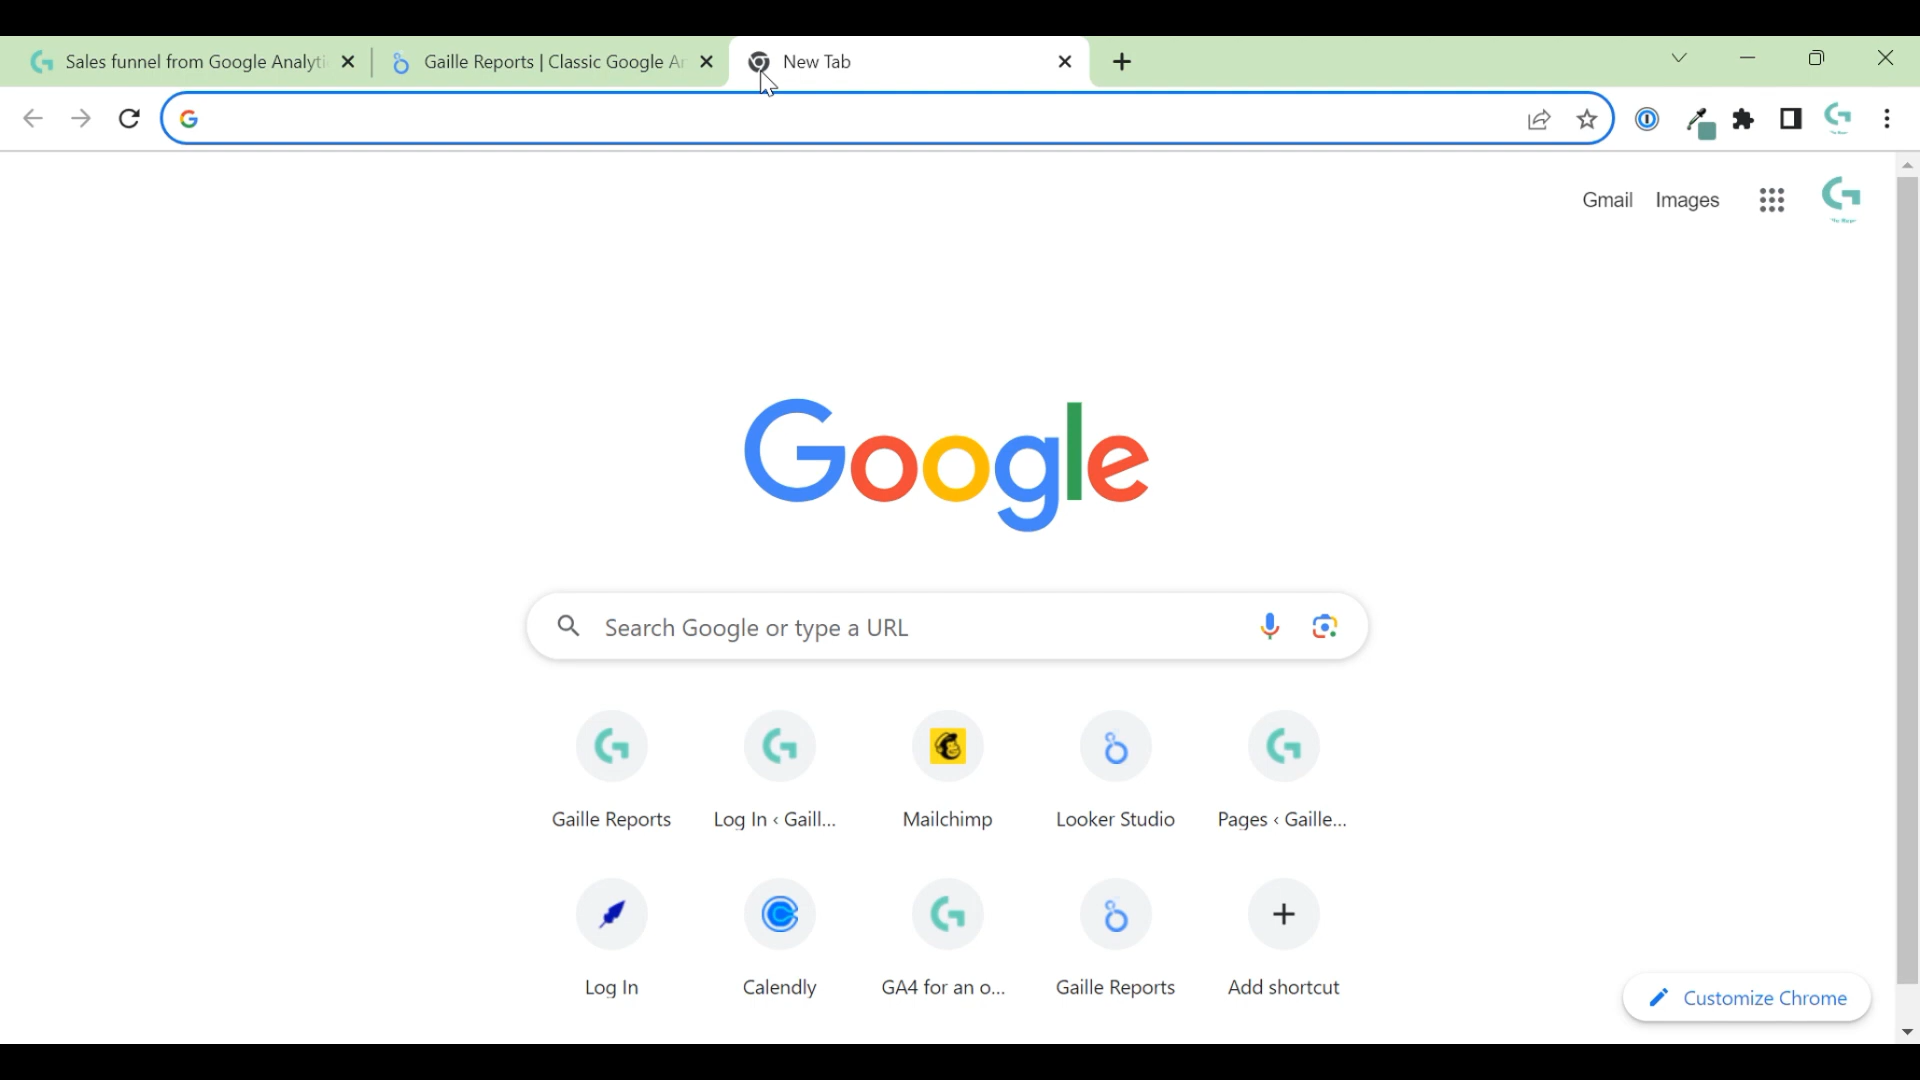 Sales funnel from Google Analyti
Gaille Reports | Classic Google Ar
New Tab
Gmail
Images
Google
Search Google or type a URL
Gaille Reports
Log In ‹ Gaill...
Mailchimp
Looker Studio
Pages ‹ Gaille...
Log In
Calendly
GA4 for an o...
Gaille Reports
Add shortcut
Customize Chrome